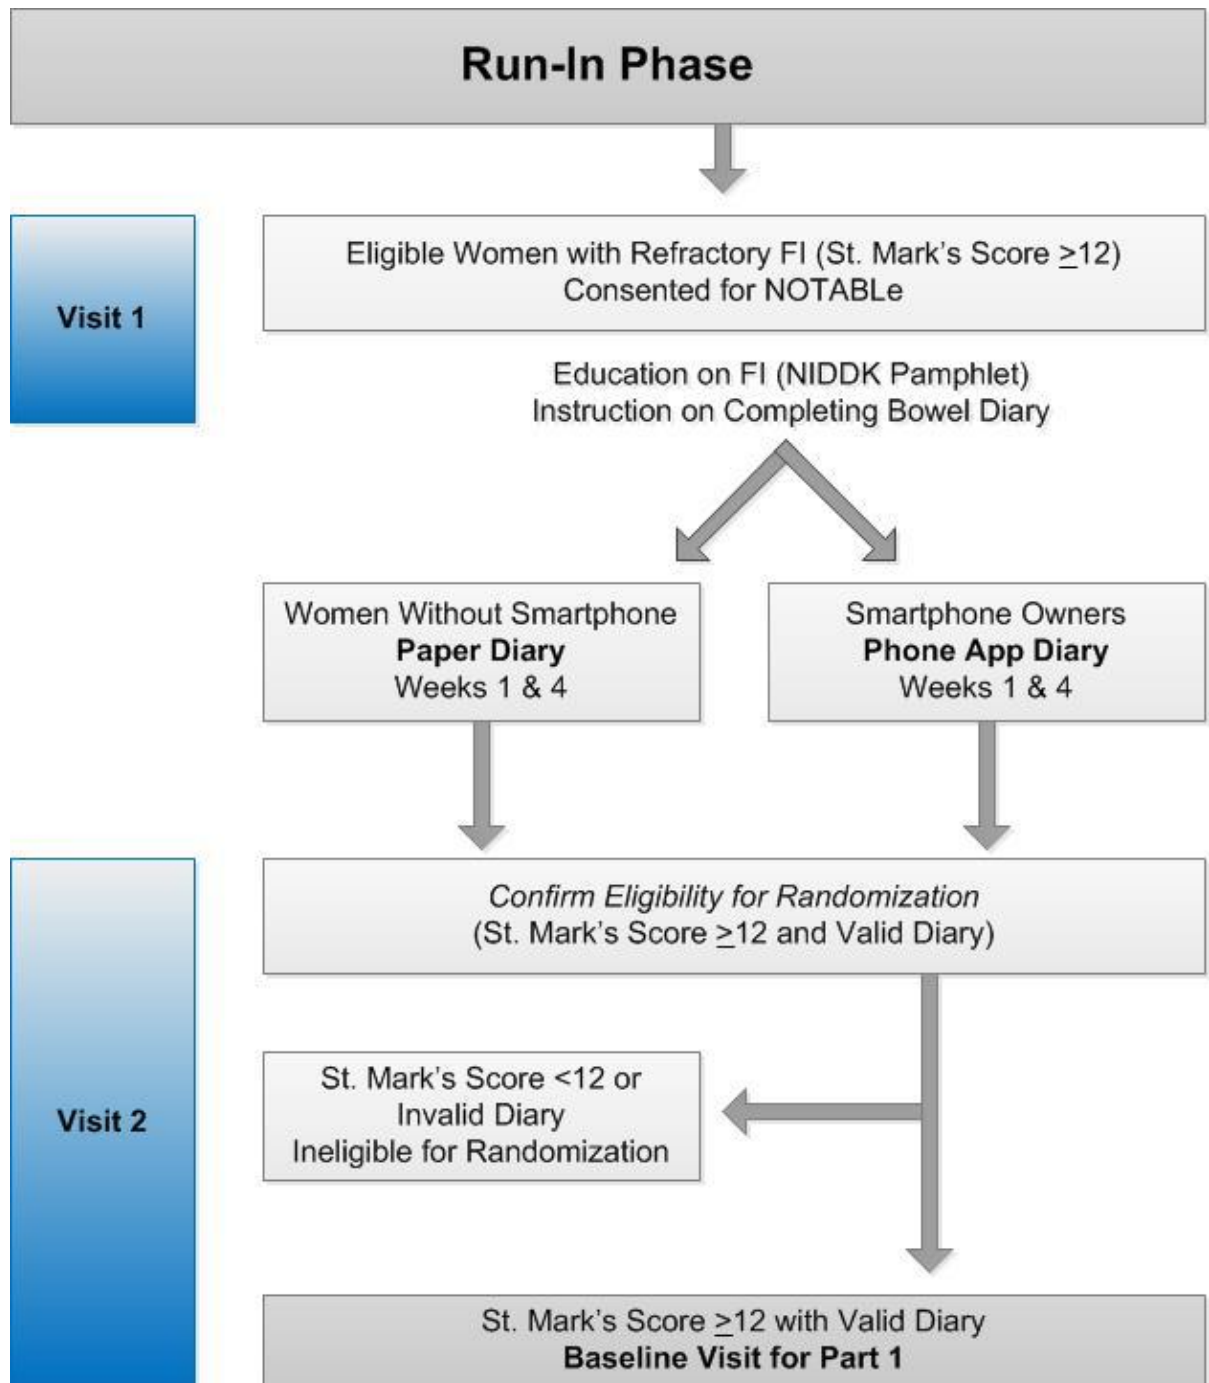 Run-In Phase
Visit 1
Eligible Women with Refractory FI (St. Mark's Score ≥12)
Consented for NOTABLe
Education on FI (NIDDK Pamphlet)
Instruction on Completing Bowel Diary
Women Without Smartphone
Paper Diary
Weeks 1 & 4
Smartphone Owners
Phone App Diary
Weeks 1 & 4
Visit 2
Confirm Eligibility for Randomization
(St. Mark's Score ≥12 and Valid Diary)
St. Mark's Score <12 or
Invalid Diary
Ineligible for Randomization
St. Mark's Score ≥12 with Valid Diary
Baseline Visit for Part 1